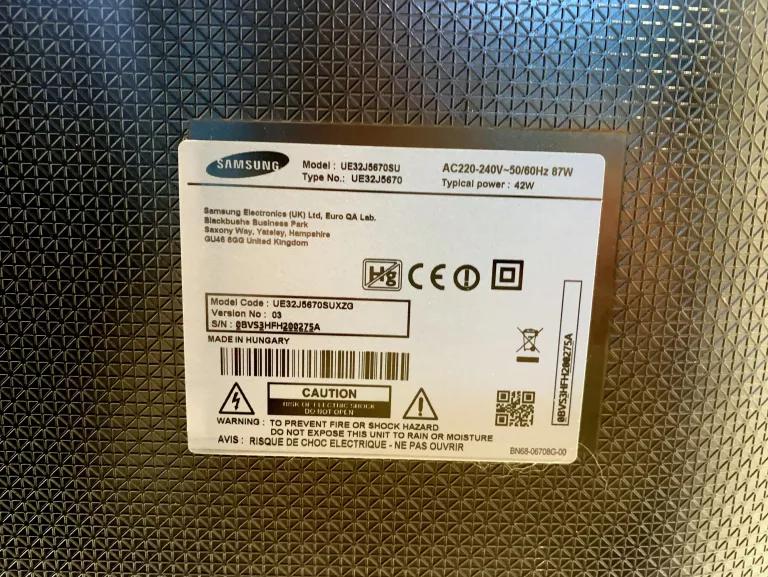 SAMSUNG
Model : UE32J5670SU
Type No.: UE32J5670
AC220-240V~50/60Hz 87W
Typical power : 42W
Samsung Electronics (UK) Ltd, Euro QA Lab.
Blackbushe Business Park
Saxony Way, Yateley, Hampshire
GU46 6GG United Kingdom
Hg
CE
Model Code : UE32J5670SUXZG
Version No : 03
S/N : 0BVS3HFH200275A
MADE IN HUNGARY
0BVS3HFH200275A
CAUTION
RISK OF ELECTRIC SHOCK
DO NOT OPEN
WARNING : TO PREVENT FIRE OR SHOCK HAZARD
DO NOT EXPOSE THIS UNIT TO RAIN OR MOISTURE
AVIS : RISQUE DE CHOC ELECTRIQUE - NE PAS OUVRIR
BN68-06708G-00